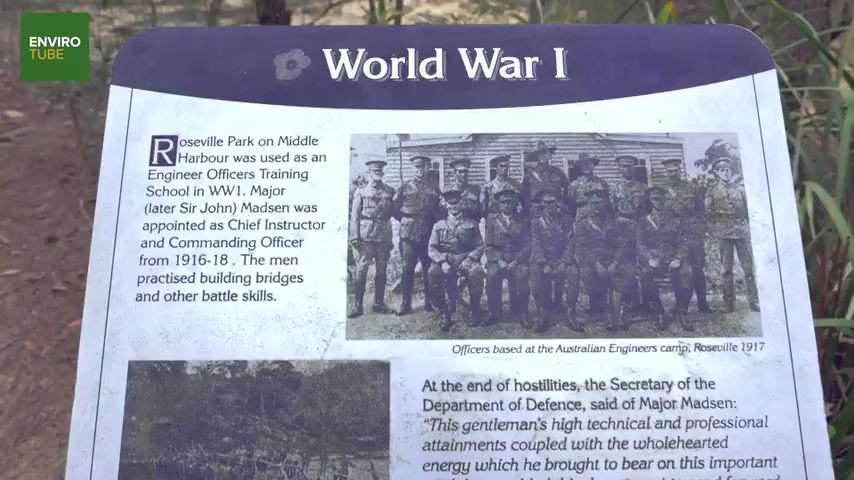 ENVIRO
TUBE
World War I
Roseville Park on Middle
Harbour was used as an
Engineer Officers Training
School in WW1. Major
(later Sir John) Madsen was
appointed as Chief Instructor
and Commanding Officer
from 1916-18 . The men
practised building bridges
and other battle skills.
Officers based at the Australian Engineers camp, Roseville 1917
At the end of hostilities, the Secretary of the
Department of Defence, said of Major Madsen:
"This gentleman's high technical and professional
attainments coupled with the wholehearted
energy which he brought to bear on this important